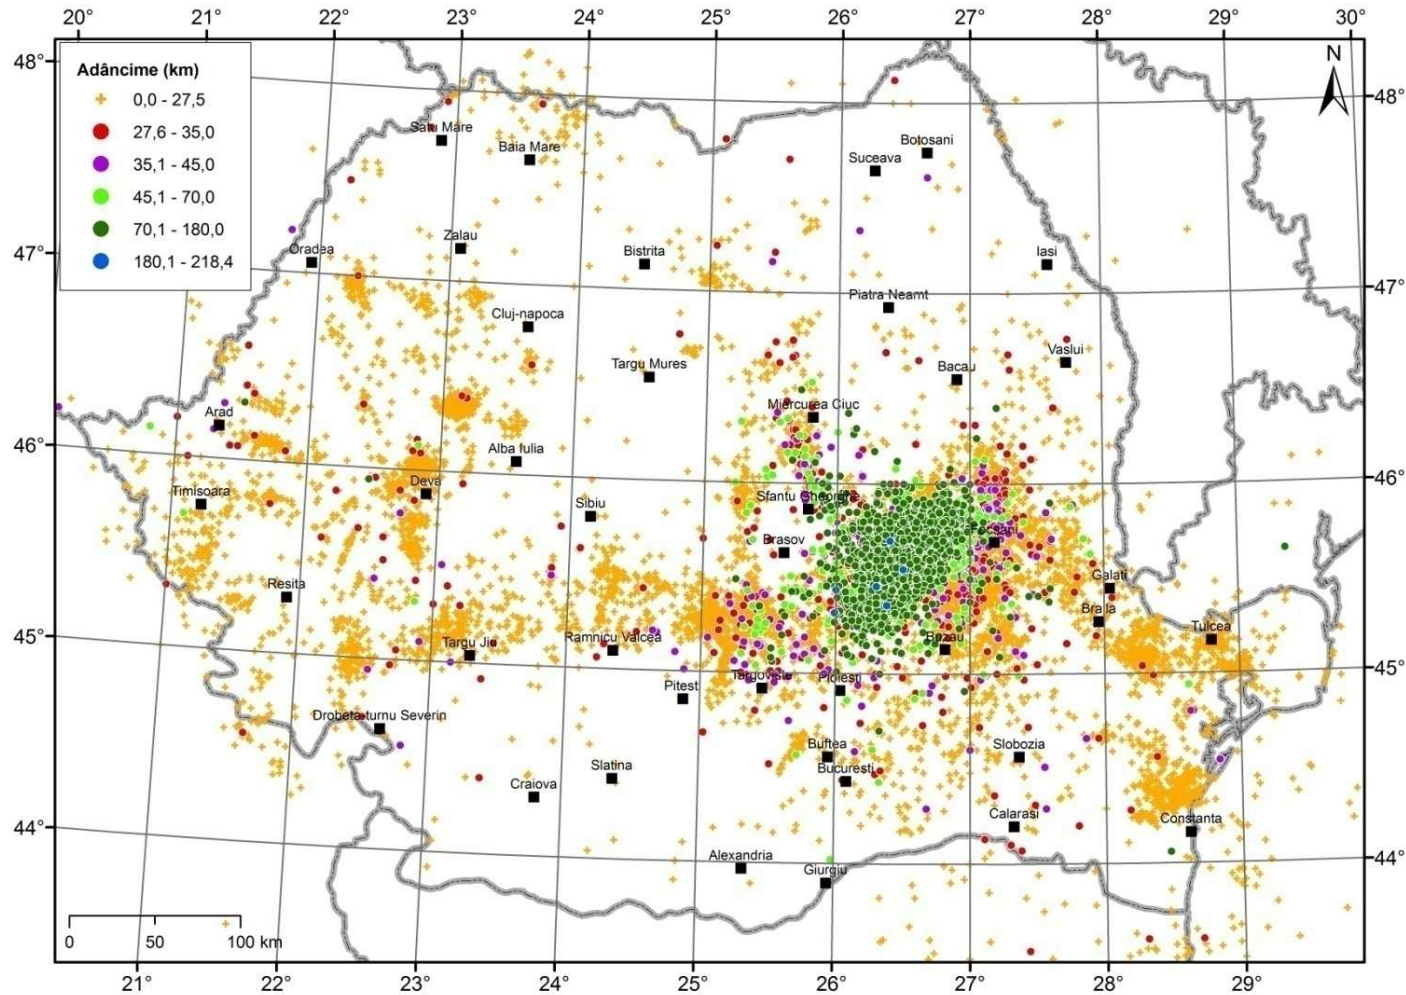 20° 21° 22° 23° 24° 25° 26° 27° 28° 29° 30°
48°
N
Adâncime (km)
0,0 - 27,5
27,6 - 35,0
35,1 - 45,0
45,1 - 70,0
70,1 - 180,0
180,1 - 218,4
48°
Satu Mare
Baia Mare
Botosani
Suceava
Zalau
Oradea
47°
Bistrita
Iasi
Piatra Neamt
47°
Cluj-napoca
Vaslui
Targu Mures
Bacau
Miercurea Ciuc
Arad
46°
Alba Iulia
46°
Deva
Timisoara
Sfantu Gheorghe
Sibiu
Focsani
Brasov
Galati
Resita
Braila
Tulcea
45°
Targu Jiu
Ramnicu Valcea
Buzau
45°
Pitesti
Targoviste
Ploiesti
Drobeta-turnu Severin
Buftea
Slobozia
Slatina
Bucuresti
Craiova
Calarasi
Constanta
44°
Alexandria
44°
Giurgiu
0 50 100 km
21° 22° 23° 24° 25° 26° 27° 28° 29°